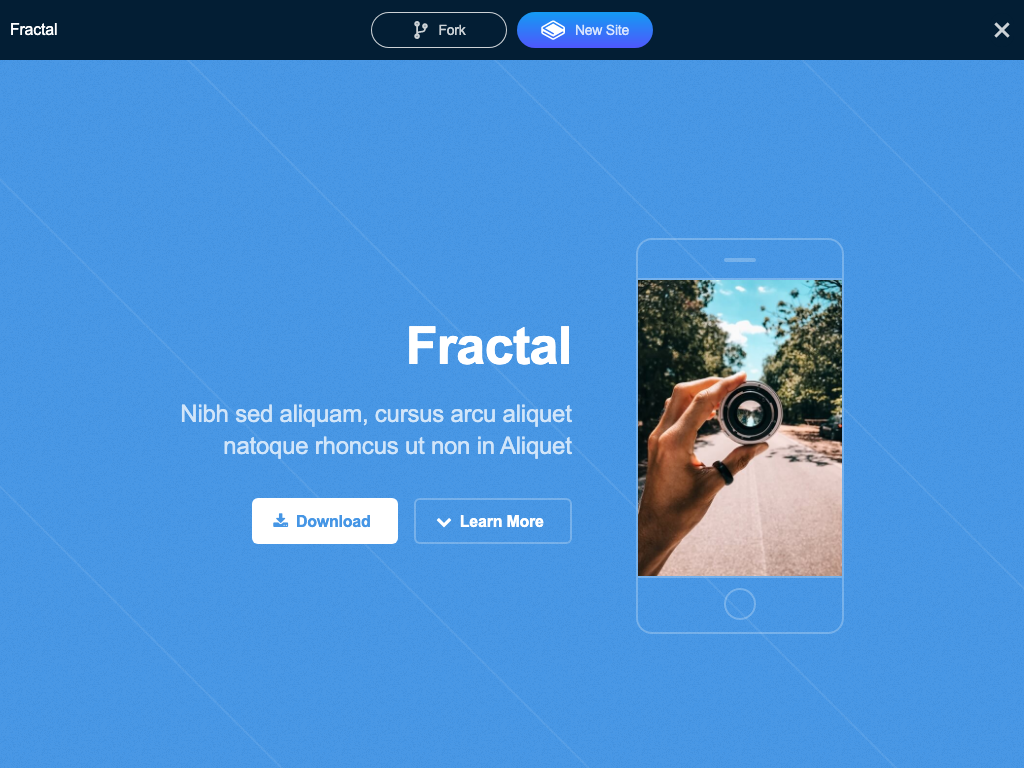 Fractal
Fork
New Site
Fractal
Nibh sed aliquam, cursus arcu aliquet
natoque rhoncus ut non in Aliquet
Download
Learn More